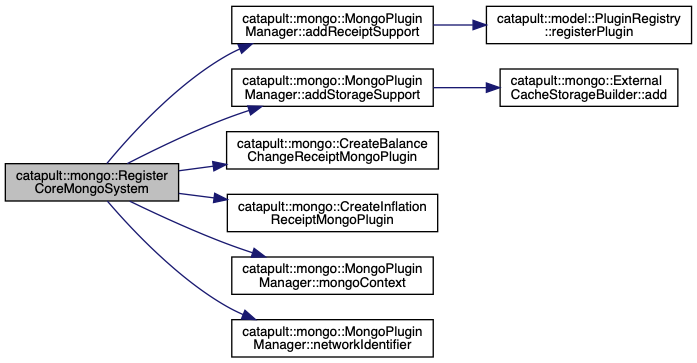 catapult::mongo::MongoPlugin
Manager::addReceiptSupport
catapult::model::PluginRegistry
::registerPlugin
catapult::mongo::MongoPlugin
Manager::addStorageSupport
catapult::mongo::External
CacheStorageBuilder::add
catapult::mongo::CreateBalance
ChangeReceiptMongoPlugin
catapult::mongo::Register
CoreMongoSystem
catapult::mongo::CreateInflation
ReceiptMongoPlugin
catapult::mongo::MongoPlugin
Manager::mongoContext
catapult::mongo::MongoPlugin
Manager::networkIdentifier